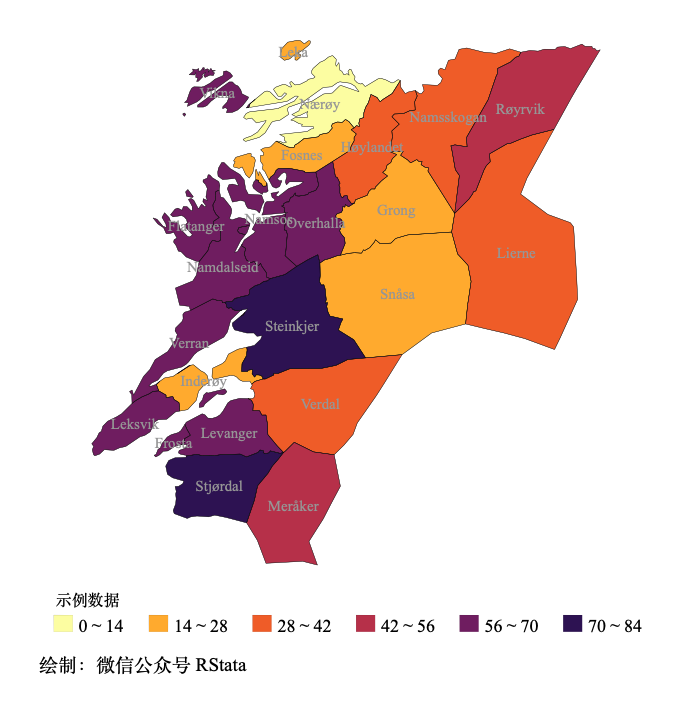 Leka
Vikna
Nærøy
Røyrvik
Namsskogan
Høylandet
Fosnes
Grong
Namsos
Overhalla
Flatanger
Lierne
Namdalseid
Snåsa
Steinkjer
Verran
Inderøy
Verdal
Leksvik
Levanger
Frosta
Stjørdal
Meråker
示例数据
0 ~ 14 14 ~ 28 28 ~ 42 42 ~ 56 56 ~ 70 70 ~ 84
绘制：微信公众号 RStata